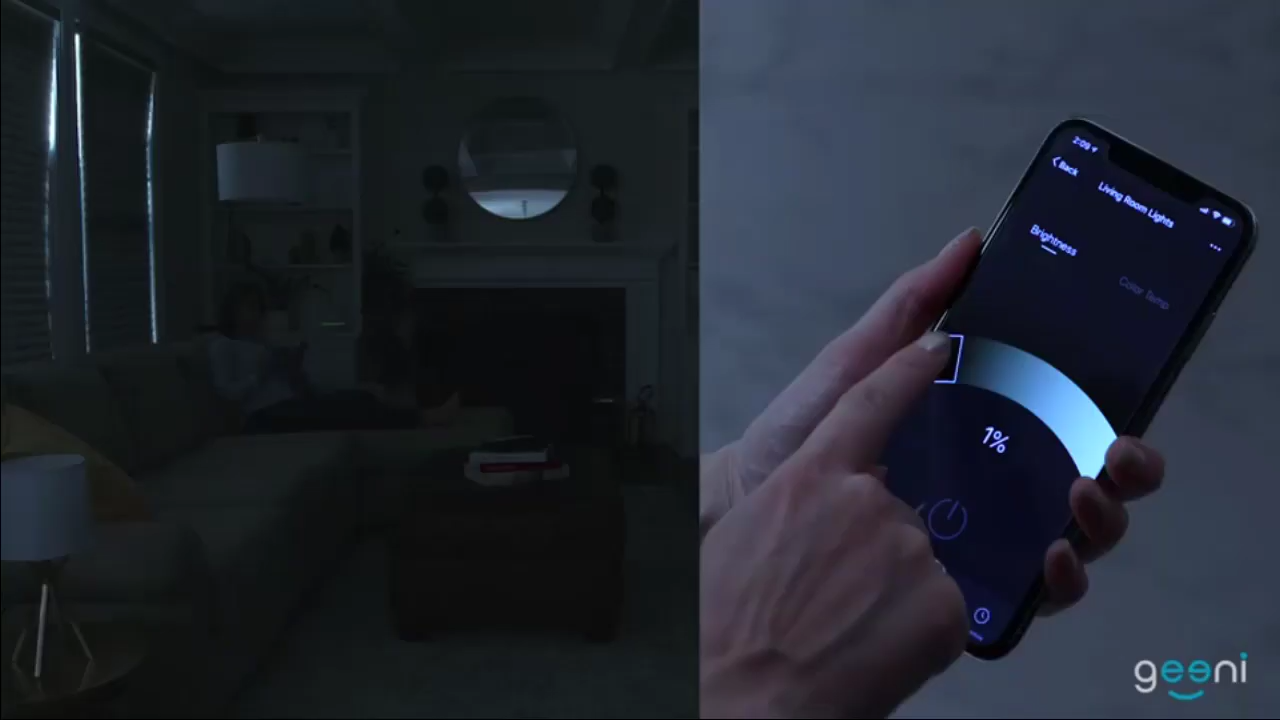 2:09
Back
Living Room Lights
...
Brightness
Color Temp
1%
geeni